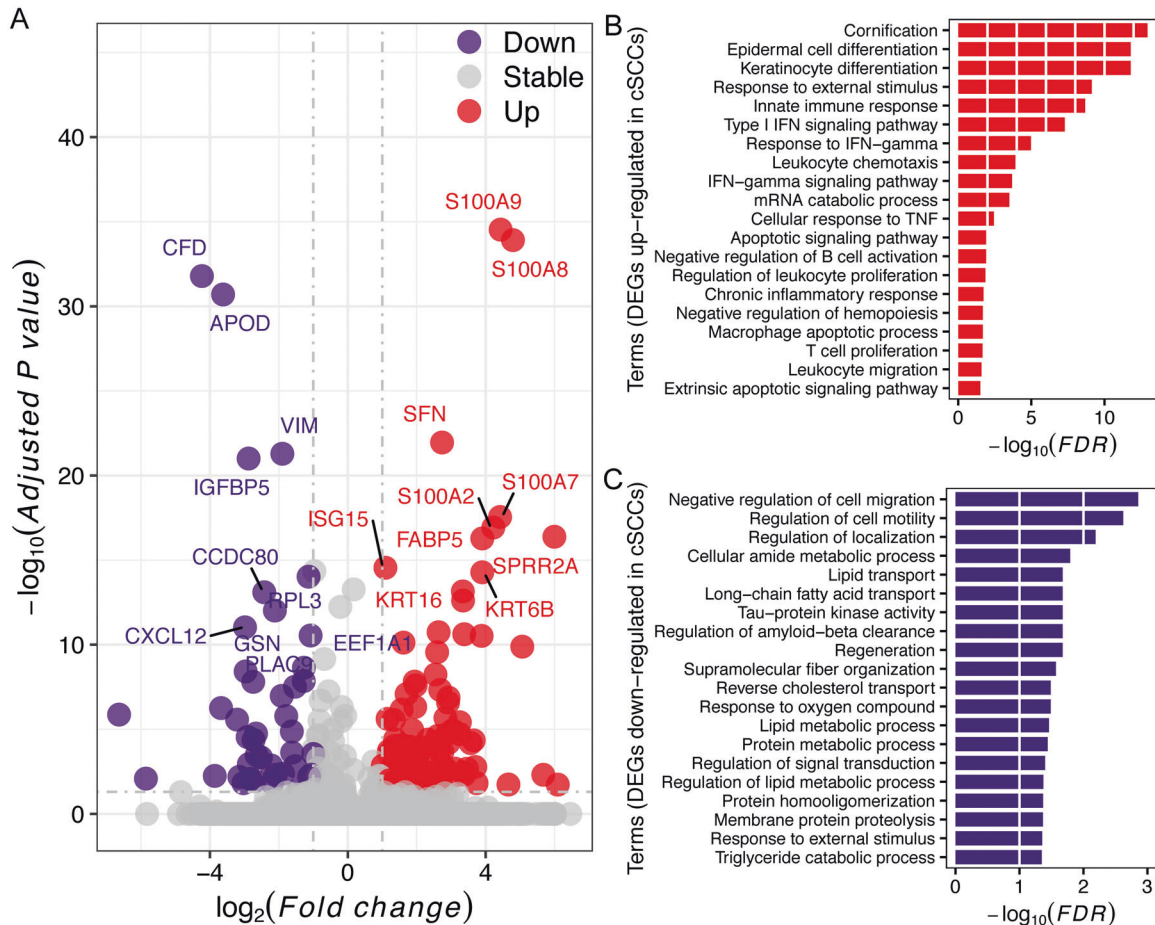 A
Down
Stable
Up
S100A9
S100A8
CFD
APOD
VIM
IGFBP5
SFN
S100A7
S100A2
ISG15
FABP5
SPRR2A
CCDC80
RPL3
KRT16
KRT6B
CXCL12
GSN
EEF1A1
PLAC9
40
30
20
10
0
−log10(Adjusted P value)
−4
0
4
log2(Fold change)
B
Terms (DEGs up−regulated in cSCCs)
Cornification
Epidermal cell differentiation
Keratinocyte differentiation
Response to external stimulus
Innate immune response
Type I IFN signaling pathway
Response to IFN−gamma
Leukocyte chemotaxis
IFN−gamma signaling pathway
mRNA catabolic process
Cellular response to TNF
Apoptotic signaling pathway
Negative regulation of B cell activation
Regulation of leukocyte proliferation
Chronic inflammatory response
Negative regulation of hemopoiesis
Macrophage apoptotic process
T cell proliferation
Leukocyte migration
Extrinsic apoptotic signaling pathway
0
5
10
−log10(FDR)
C
Terms (DEGs down−regulated in cSCCs)
Negative regulation of cell migration
Regulation of cell motility
Regulation of localization
Cellular amide metabolic process
Lipid transport
Long−chain fatty acid transport
Tau−protein kinase activity
Regulation of amyloid−beta clearance
Regeneration
Supramolecular fiber organization
Reverse cholesterol transport
Response to oxygen compound
Lipid metabolic process
Protein metabolic process
Regulation of signal transduction
Regulation of lipid metabolic process
Protein homooligomerization
Membrane protein proteolysis
Response to external stimulus
Triglyceride catabolic process
0
1
2
3
−log10(FDR)